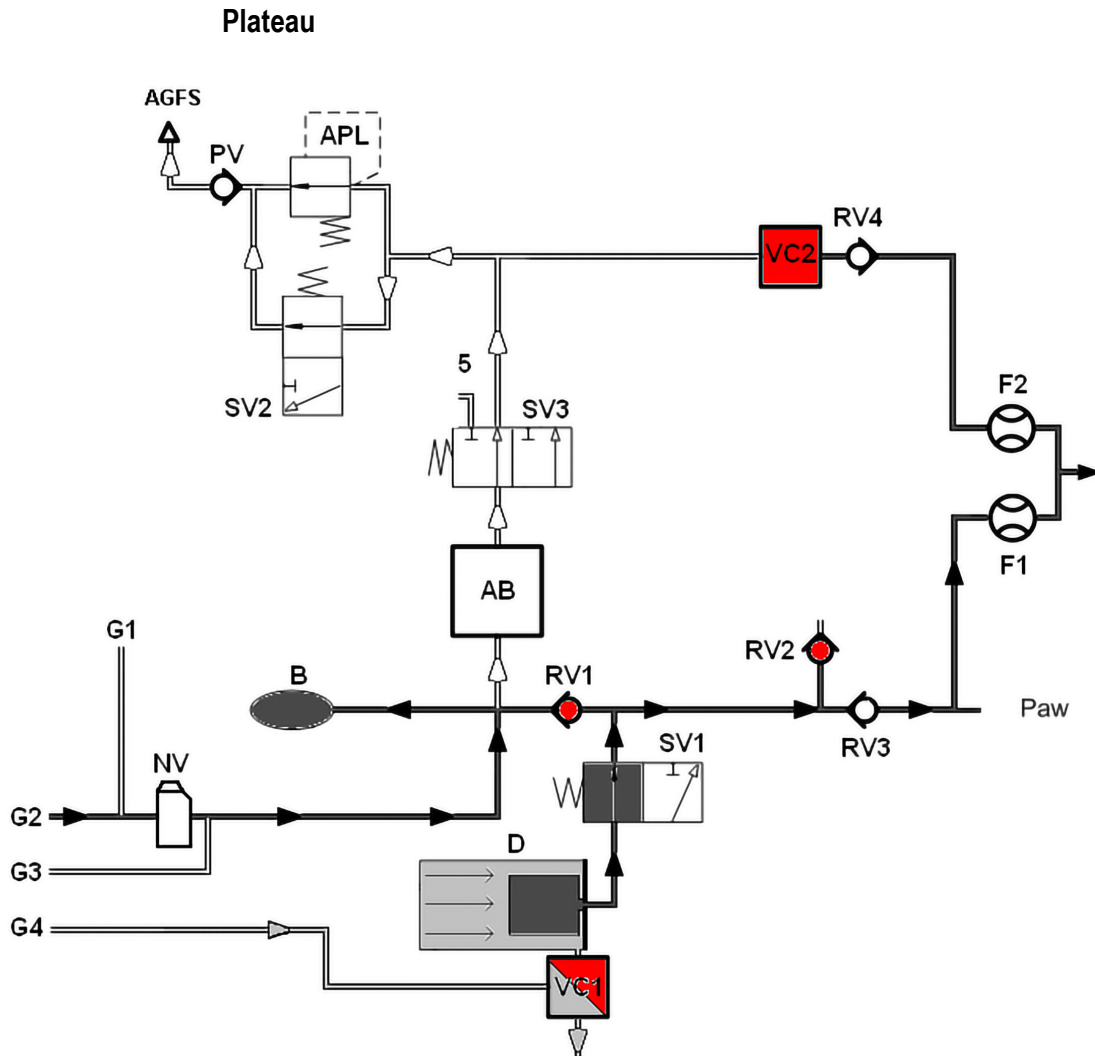 Plateau
AGFS
PV
APL
RV4
VC2
5
SV2
SV3
F2
AB
F1
G1
B
RV1
RV2
Paw
RV3
NV
SV1
G2
D
G3
G4
VC1